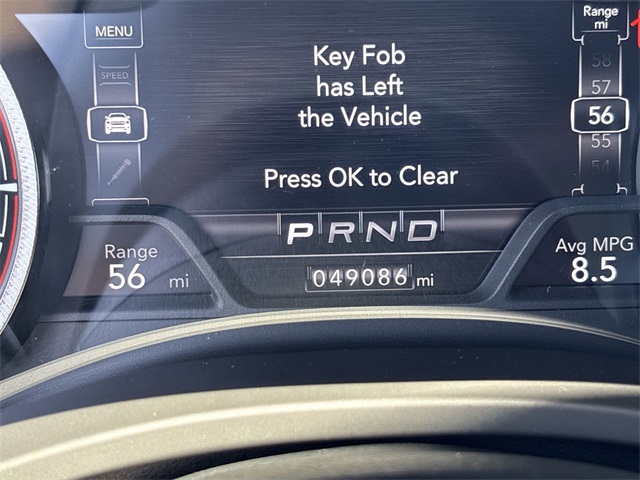 MENU
SPEED
Key Fob
has Left
the Vehicle
Press OK to Clear
Range
mi
58
57
56
55
54
PRND
Range
56 mi
049086 mi
Avg MPG
8.5